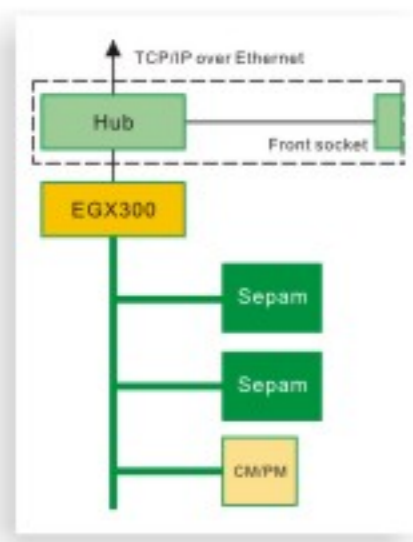 TCP/IP over Ethernet
Hub
Front socket
EGX300
Sepam
Sepam
CM/PM